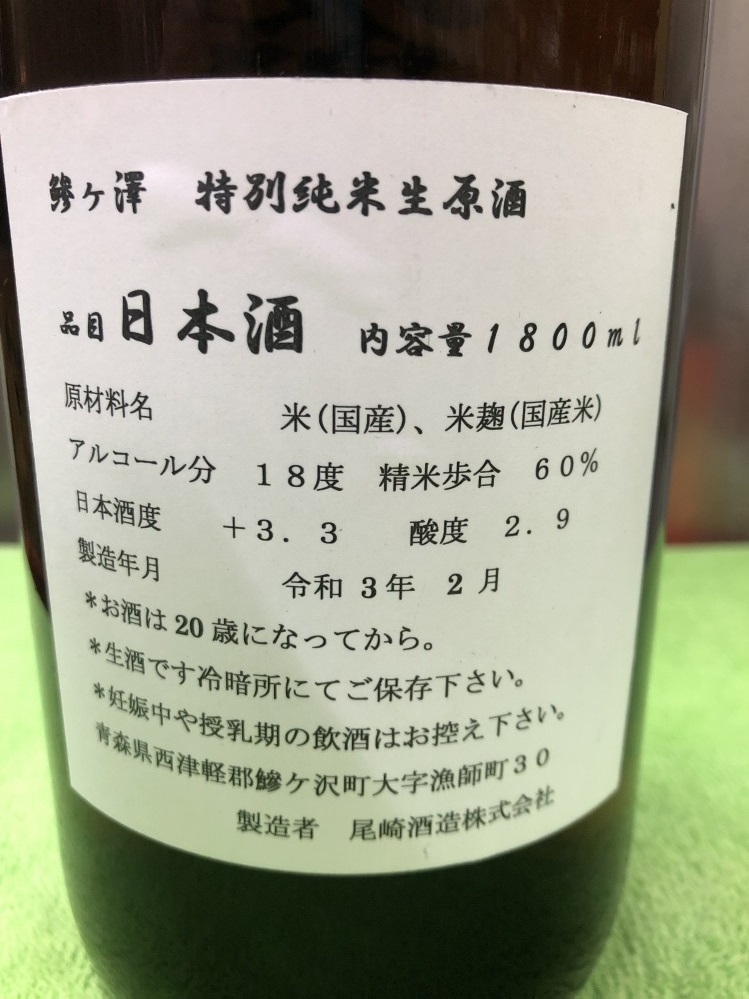 鰺ヶ澤 特別純米生原酒
品目 日本酒 内容量1800ml
原材料名 米(国産)、米麹(国産米)
アルコール分 18度 精米歩合 60%
日本酒度 +3.3 酸度 2.9
製造年月 令和 3年 2月
*お酒は20歳になってから。
*生酒です冷暗所にてご保存下さい。
*妊娠中や授乳期の飲酒はお控え下さい。
青森県西津軽郡鰺ケ沢町大字漁師町30
製造者 尾崎酒造株式会社